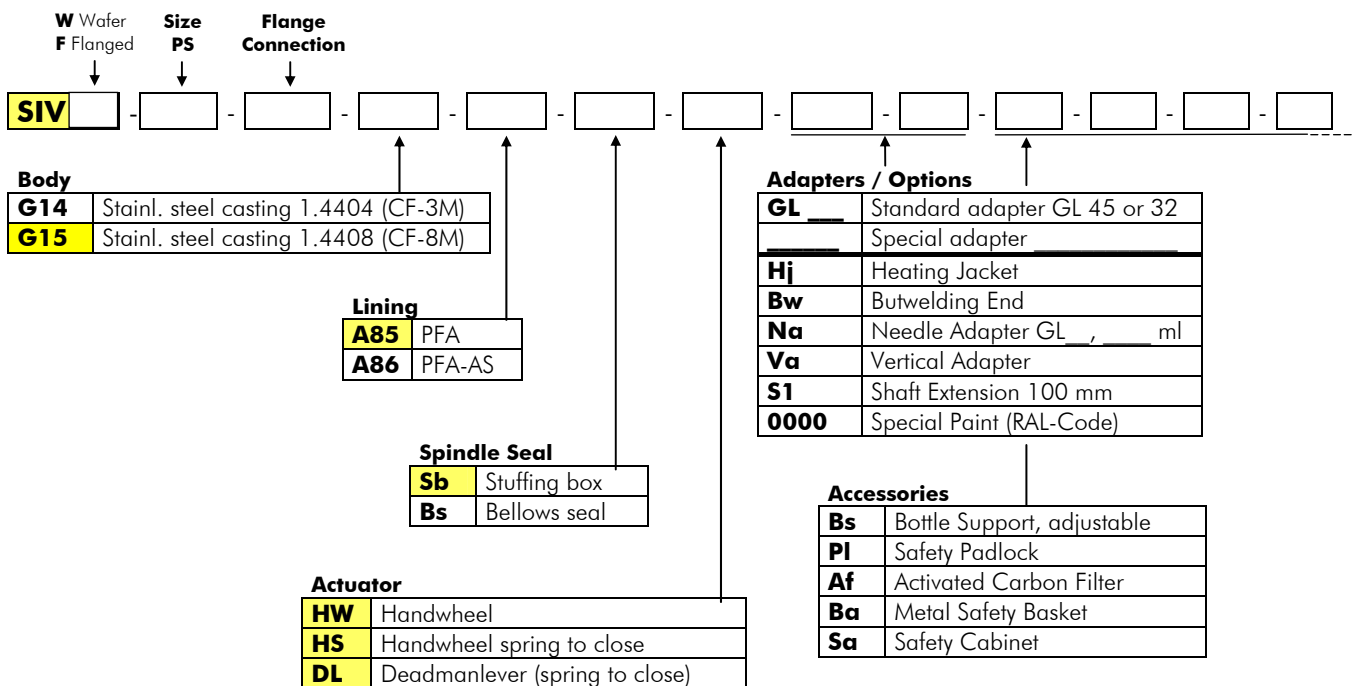 W Wafer
F Flanged
Size
PS
Flange
Connection
SIV - - - - - - - - - - - -
Body
G14 Stainl. steel casting 1.4404 (CF-3M)
G15 Stainl. steel casting 1.4408 (CF-8M)
Lining
A85 PFA
A86 PFA-AS
Spindle Seal
Sb Stuffing box
Bs Bellows seal
Actuator
HW Handwheel
HS Handwheel spring to close
DL Deadmanlever (spring to close)
Adapters / Options
GL ___ Standard adapter GL 45 or 32
______ Special adapter ____________
Hj Heating Jacket
Bw Butwelding End
Na Needle Adapter GL__, ____ ml
Va Vertical Adapter
S1 Shaft Extension 100 mm
0000 Special Paint (RAL-Code)
Accessories
Bs Bottle Support, adjustable
Pl Safety Padlock
Af Activated Carbon Filter
Ba Metal Safety Basket
Sa Safety Cabinet